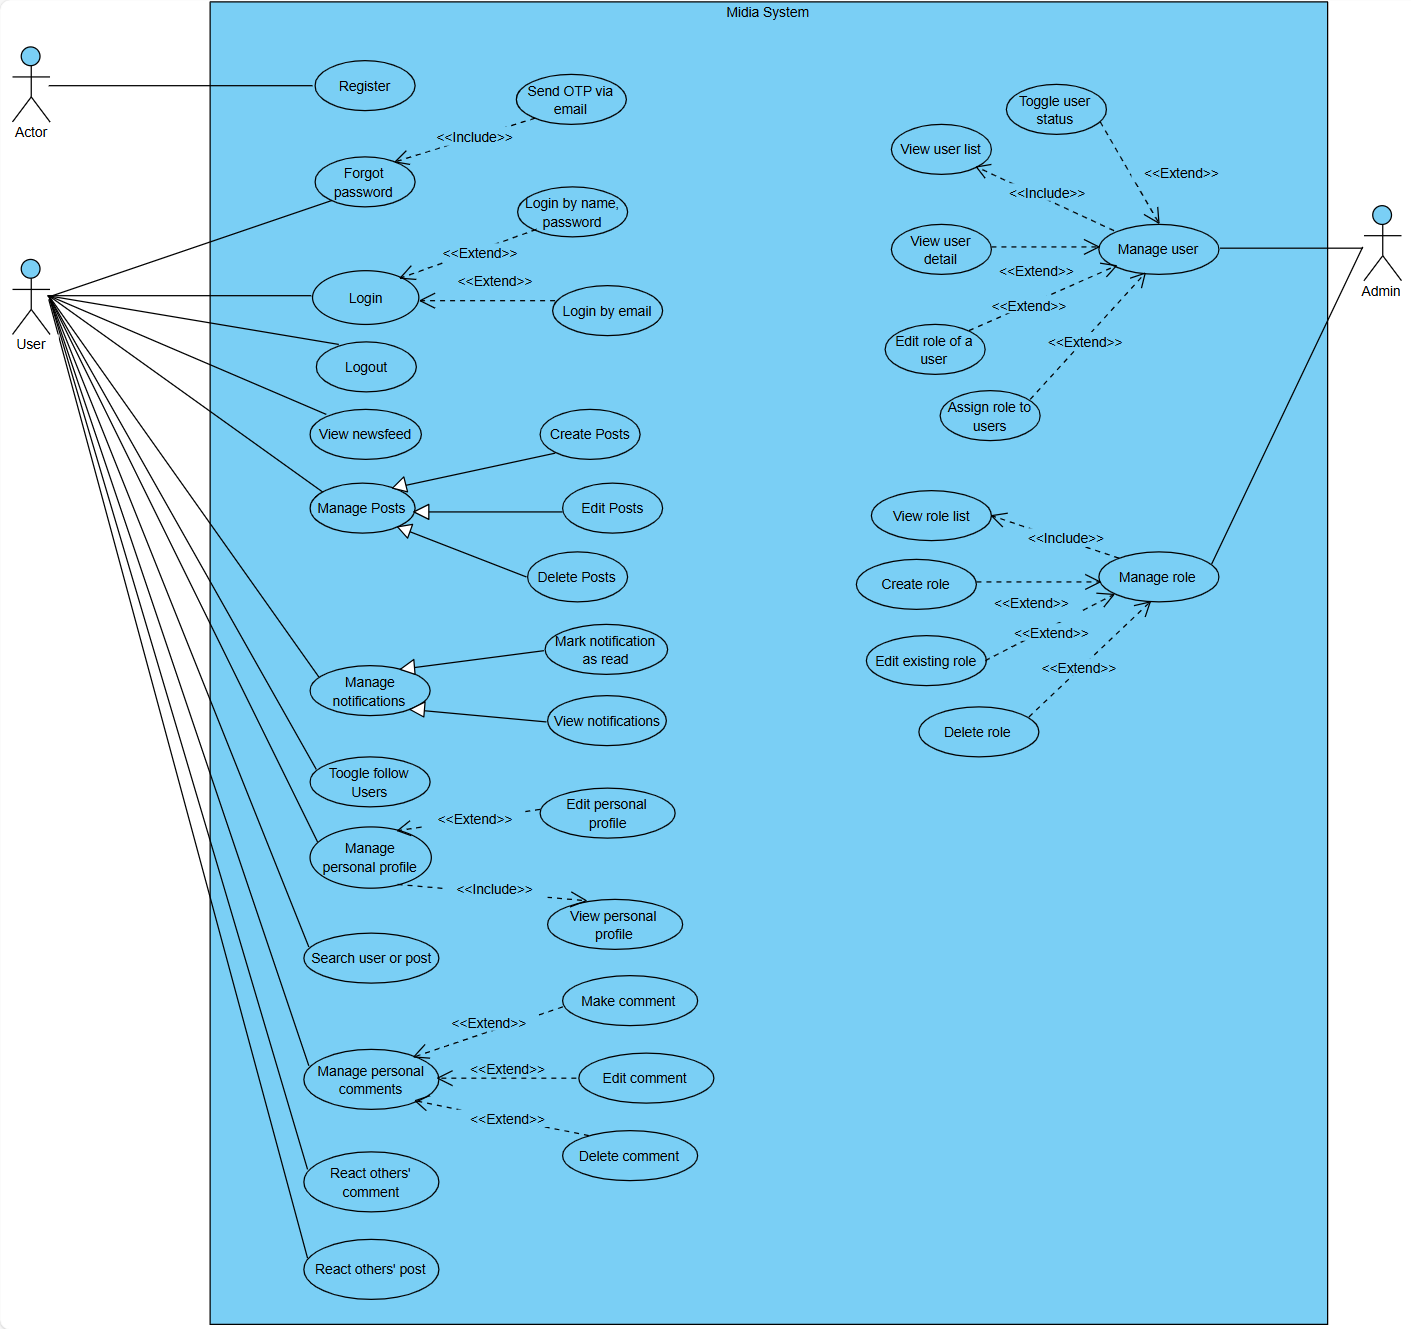 Midia System
Actor
Register
Send OTP via
email
<<Include>>
Forgot
password
Login by name,
password
<<Extend>>
<<Extend>>
User
Login
Login by email
Logout
View newsfeed
Create Posts
Manage Posts
Edit Posts
Delete Posts
Mark notification
as read
Manage
notifications
View notifications
Toogle follow
Users
Edit personal
profile
<<Extend>>
Manage
personal profile
<<Include>>
View personal
profile
Search user or post
Make comment
<<Extend>>
Manage personal
comments
<<Extend>>
Edit comment
<<Extend>>
Delete comment
React others'
comment
React others' post
Toggle user
status
View user list
<<Extend>>
<<Include>>
View user
detail
Manage user
Admin
<<Extend>>
<<Extend>>
Edit role of a
user
<<Extend>>
Assign role to
users
View role list
<<Include>>
Create role
Manage role
<<Extend>>
<<Extend>>
Edit existing role
<<Extend>>
Delete role